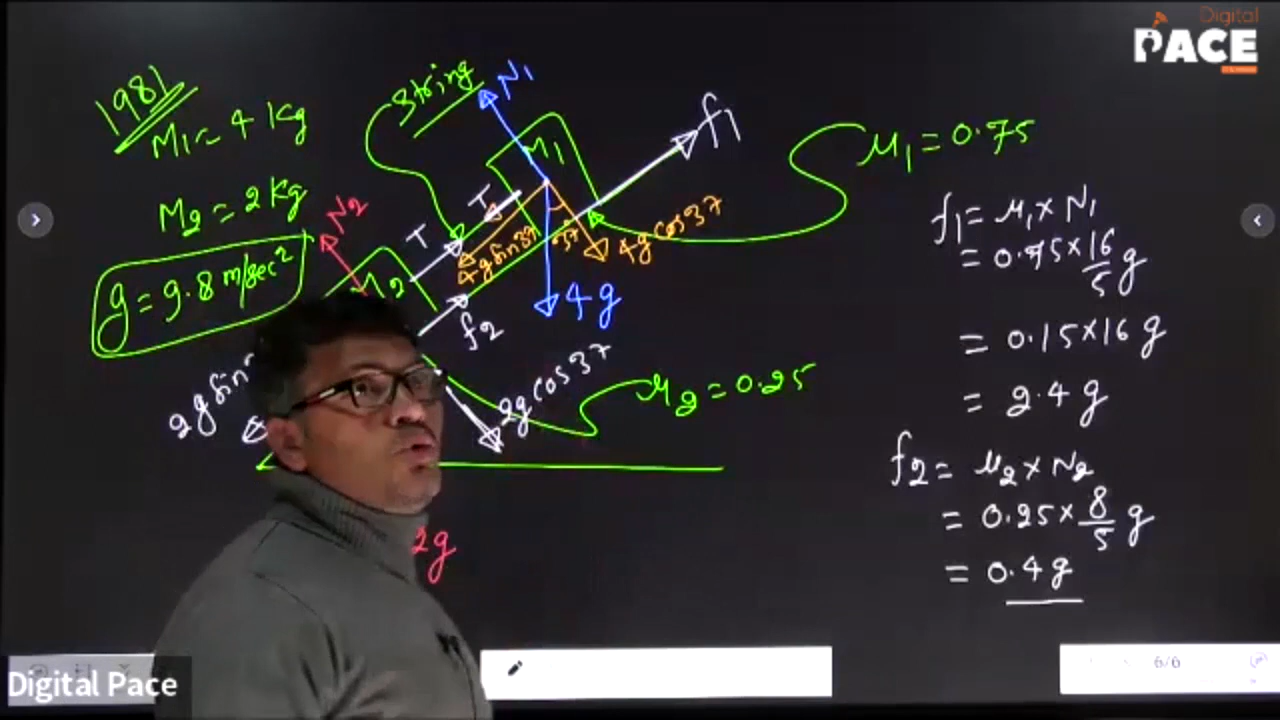 Digital
PACE
1981
M1 = 4 Kg
M2 = 2 Kg
g = 9.8 m/sec²
string
N1
M1
f1
μ1 = 0.75
T
T
N2
M2
4g sin37
37
4g cos37
4g
f2
2g sin3
2g cos37
μ2 = 0.25
2g
f1 = μ1 × N1
= 0.75 × 16/5 g
= 0.15 × 16 g
= 2.4 g
f2 = μ2 × N2
= 0.25 × 8/5 g
= 0.4 g
6/6
Digital Pace